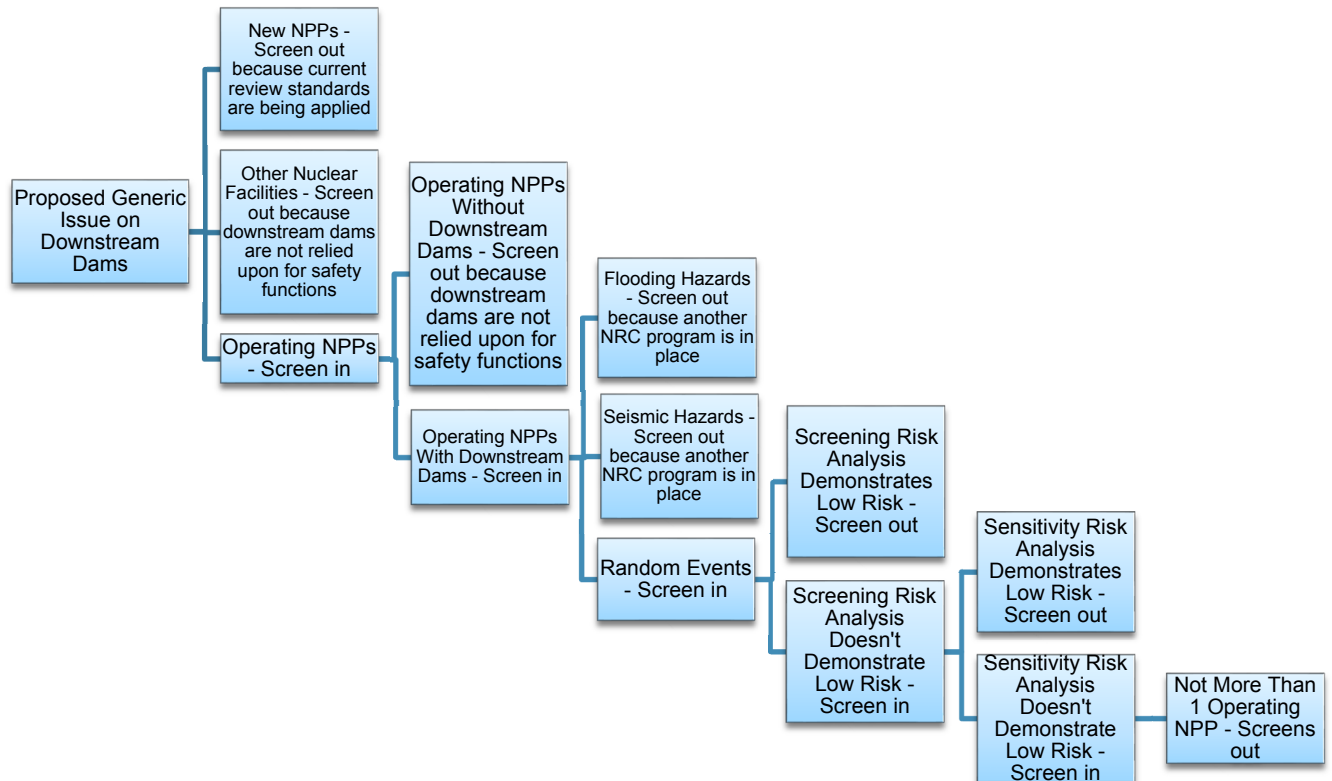 New NPPs -
Screen out
because current
review standards
are being applied
Proposed Generic
Issue on
Downstream
Dams
Other Nuclear
Facilities - Screen
out because
downstream dams
are not relied
upon for safety
functions
Operating NPPs
- Screen in
Operating NPPs
Without
Downstream
Dams - Screen
out because
downstream
dams are not
relied upon for
safety functions
Operating NPPs
With Downstream
Dams - Screen in
Flooding Hazards
- Screen out
because another
NRC program is in
place
Seismic Hazards -
Screen out
because another
NRC program is in
place
Random Events
- Screen in
Screening Risk
Analysis
Demonstrates
Low Risk -
Screen out
Screening Risk
Analysis
Doesn't
Demonstrate
Low Risk -
Screen in
Sensitivity Risk
Analysis
Demonstrates
Low Risk -
Screen out
Sensitivity Risk
Analysis
Doesn't
Demonstrate
Low Risk -
Screen in
Not More Than
1 Operating
NPP - Screens
out